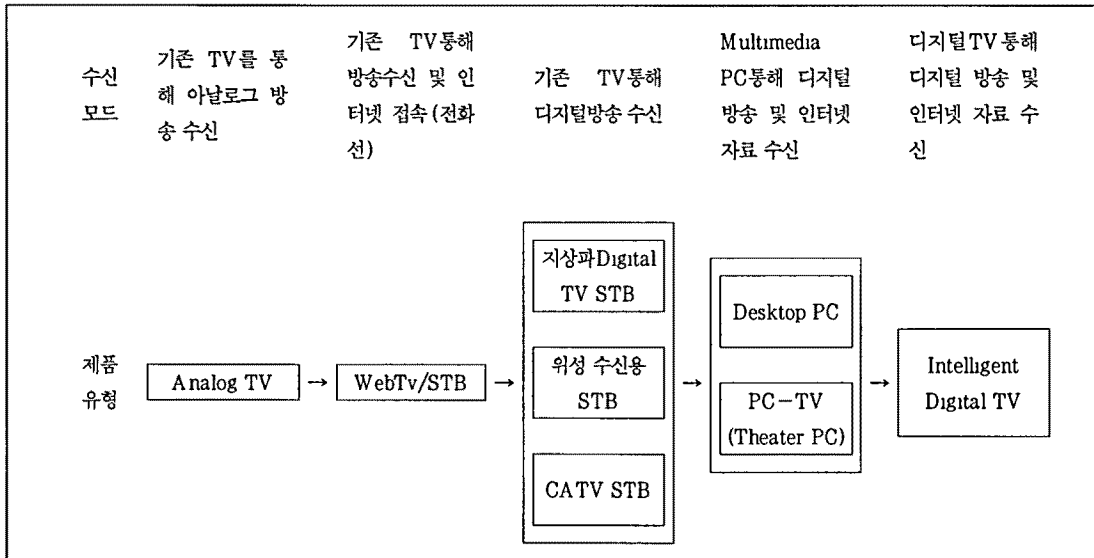 수신
모드
기존 TV를 통
해 아날로그 방
송 수신
기존 TV통해
방송수신 및 인
터넷 접속(전화
선)
기존 TV통해
디지털방송 수신
Multimedia
PC통해 디지털
방송 및 인터넷
자료 수신
디지털TV통해
디지털 방송 및
인터넷 자료 수
신
제품
유형
Analog TV
→
WebTv/STB
→
지상파Digital
TV STB
위성 수신용
STB
CATV STB
→
Desktop PC
PC-TV
(Theater PC)
→
Intelligent
Digital TV